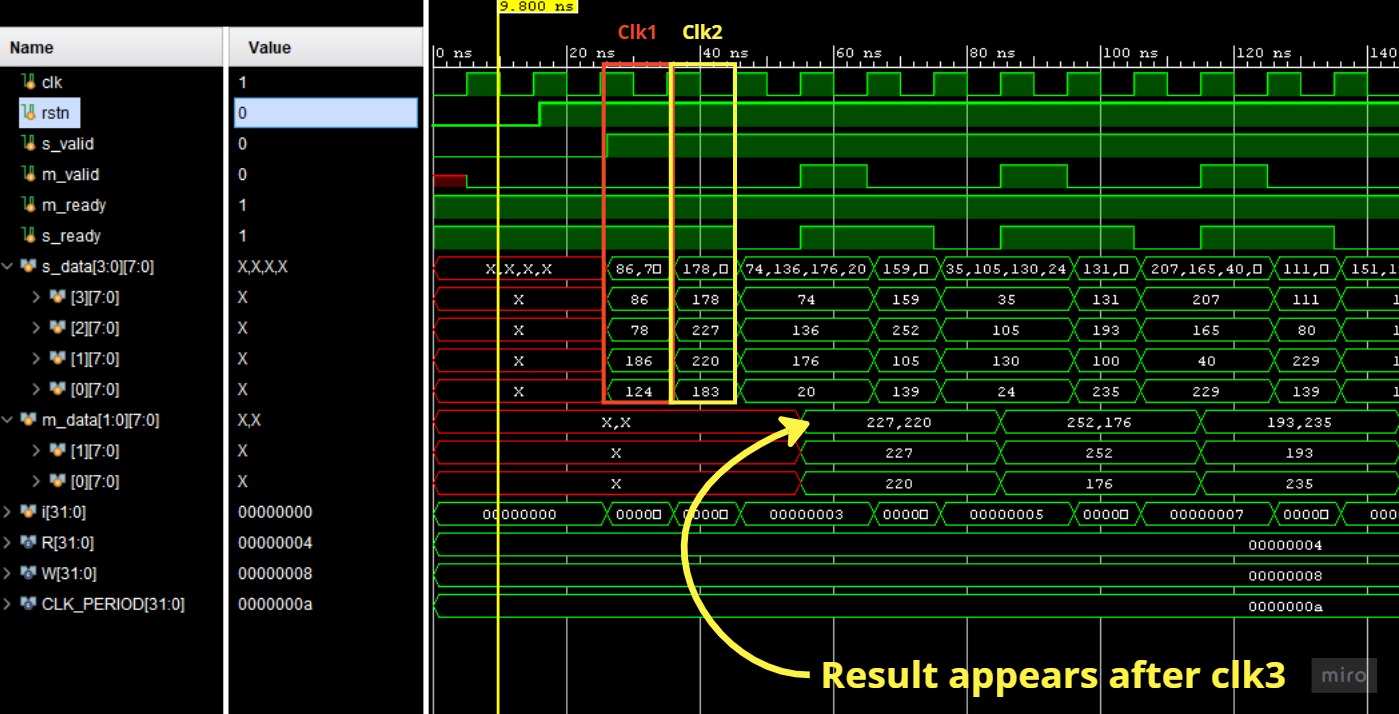 9.800 ns
Clk1 Clk2
Name Value
0 ns 20 ns 40 ns 60 ns 80 ns 100 ns 120 ns 140
clk 1
rstn 0
s_valid 0
m_valid 0
m_ready 1
s_ready 1
s_data[3:0][7:0] X,X,X,X X,X,X,X 86,7□ 178,□ 74,136,176,20 159,□ 35,105,130,24 131,□ 207,165,40,□ 111,□ 151,1
[3][7:0] X X 86 178 74 159 35 131 207 111 1
[2][7:0] X X 78 227 136 252 105 193 165 80 1
[1][7:0] X X 186 220 176 105 130 100 40 229 1
[0][7:0] X X 124 183 20 139 24 235 229 139 1
m_data[1:0][7:0] X,X X,X 227,220 252,176 193,235
[1][7:0] X X 227 252 193
[0][7:0] X X 220 176 235
i[31:0] 00000000 00000000 0000□ 0000□ 00000003 0000□ 00000005 0000□ 00000007 0000□ 000
R[31:0] 00000004 00000004
W[31:0] 00000008 00000008
CLK_PERIOD[31:0] 0000000a 0000000a
Result appears after clk3
miro